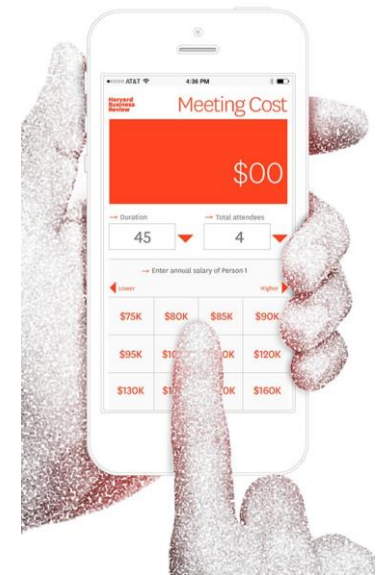 AT&T 4:36 PM
Harvard
Business
Review
Meeting Cost
$00
→ Duration → Total attendees
45 4
→ Enter annual salary of Person 1
Lower Higher
$75K $80K $85K $90K
$95K $120K
$130K $160K